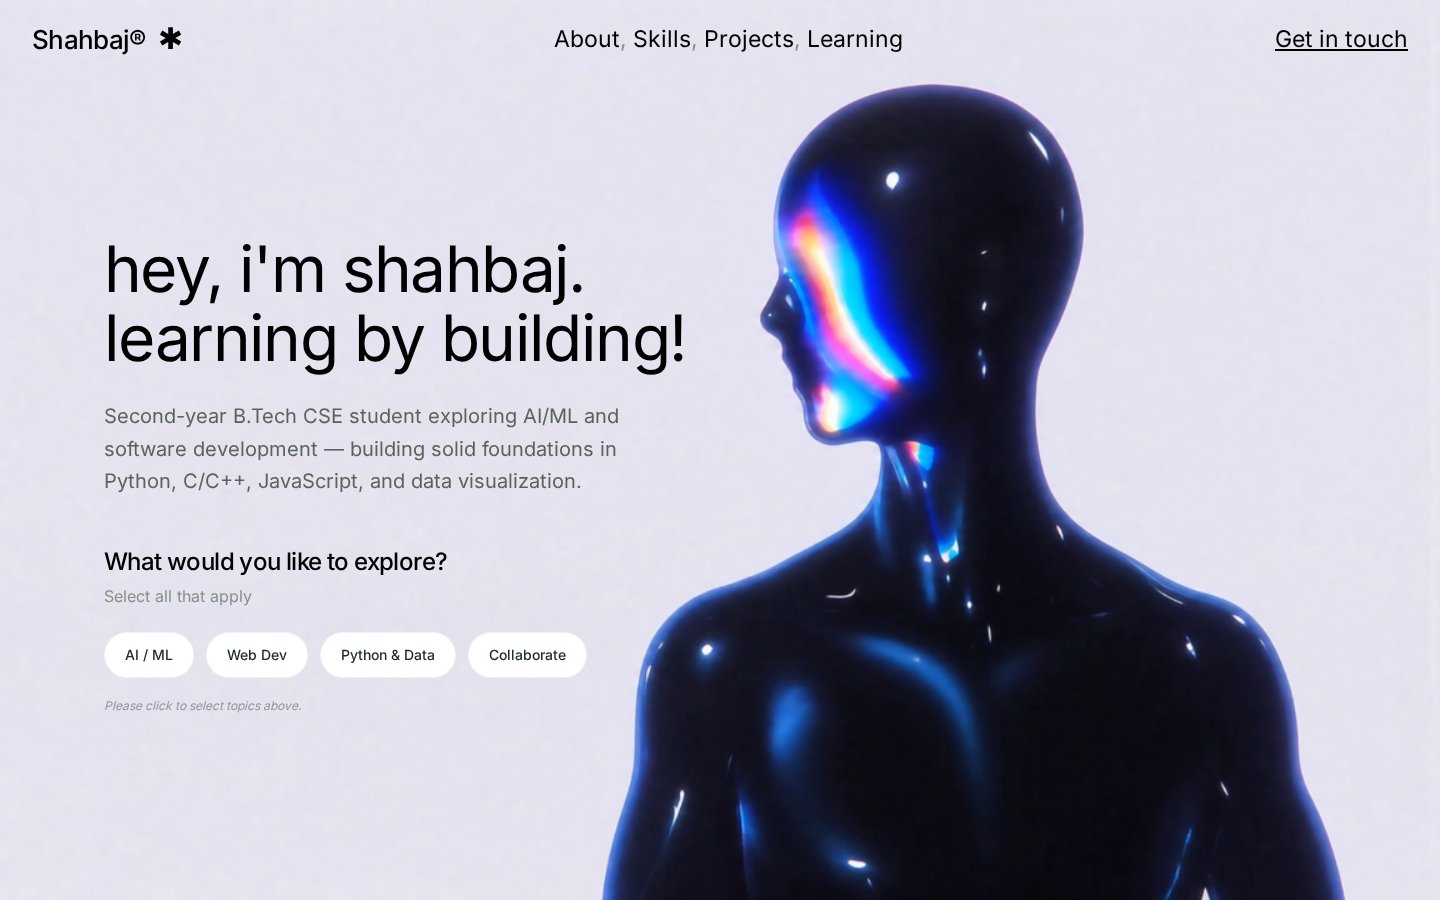 Shahbaj® ✱
About, Skills, Projects, Learning
Get in touch
hey, i'm shahbaj.
learning by building!
Second-year B.Tech CSE student exploring AI/ML and
software development — building solid foundations in
Python, C/C++, JavaScript, and data visualization.
What would you like to explore?
Select all that apply
AI / ML
Web Dev
Python & Data
Collaborate
Please click to select topics above.